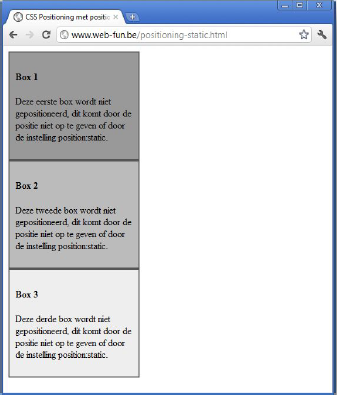 CSS Positioning met positio
www.web-fun.be/positioning-static.html
Box 1
Deze eerste box wordt niet
gepositioneerd, dit komt door de
positie niet op te geven of door
de instelling position:static.
Box 2
Deze tweede box wordt niet
gepositioneerd, dit komt door de
positie niet op te geven of door
de instelling position:static.
Box 3
Deze derde box wordt niet
gepositioneerd, dit komt door de
positie niet op te geven of door
de instelling position:static.